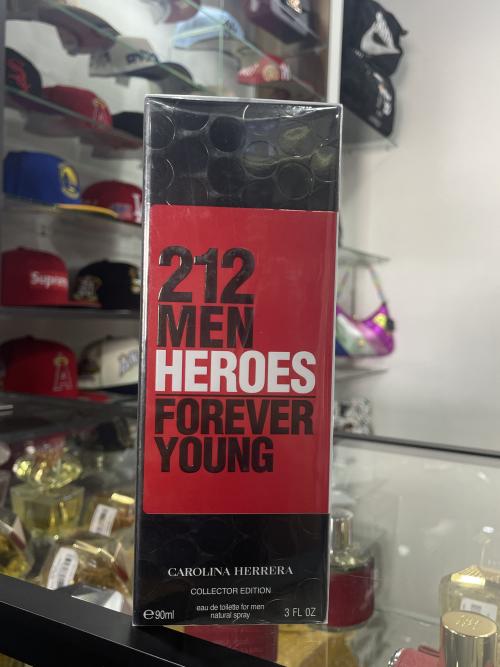 212
MEN
HEROES
FOREVER
YOUNG
CAROLINA HERRERA
COLLECTOR EDITION
eau de toilette for men
natural spray
℮ 90ml
3 FL OZ
Supreme
A
A